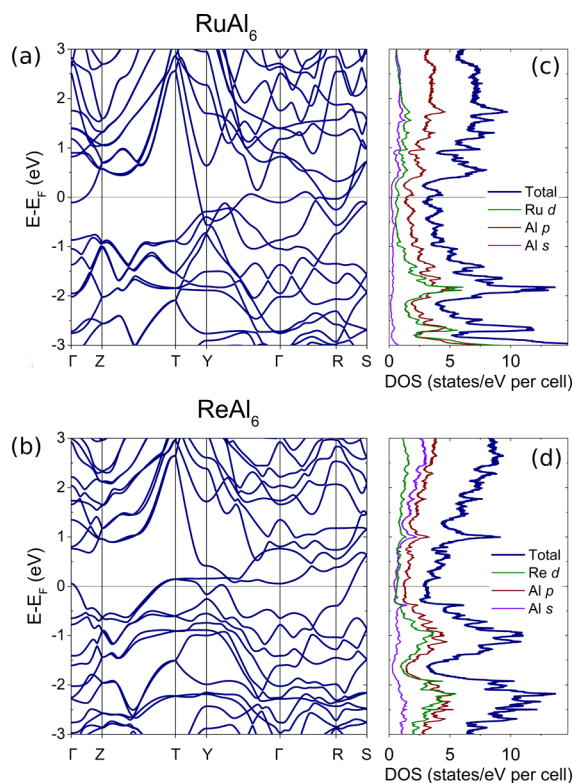 RuAl6
(a)
3
2
1
0
-1
-2
-3
E-EF (eV)
Γ Z T Y Γ R S
(c)
Total
Ru d
Al p
Al s
0 5 10
DOS (states/eV per cell)
ReAl6
(b)
3
2
1
0
-1
-2
-3
E-EF (eV)
Γ Z T Y Γ R S
(d)
Total
Re d
Al p
Al s
0 5 10
DOS (states/eV per cell)